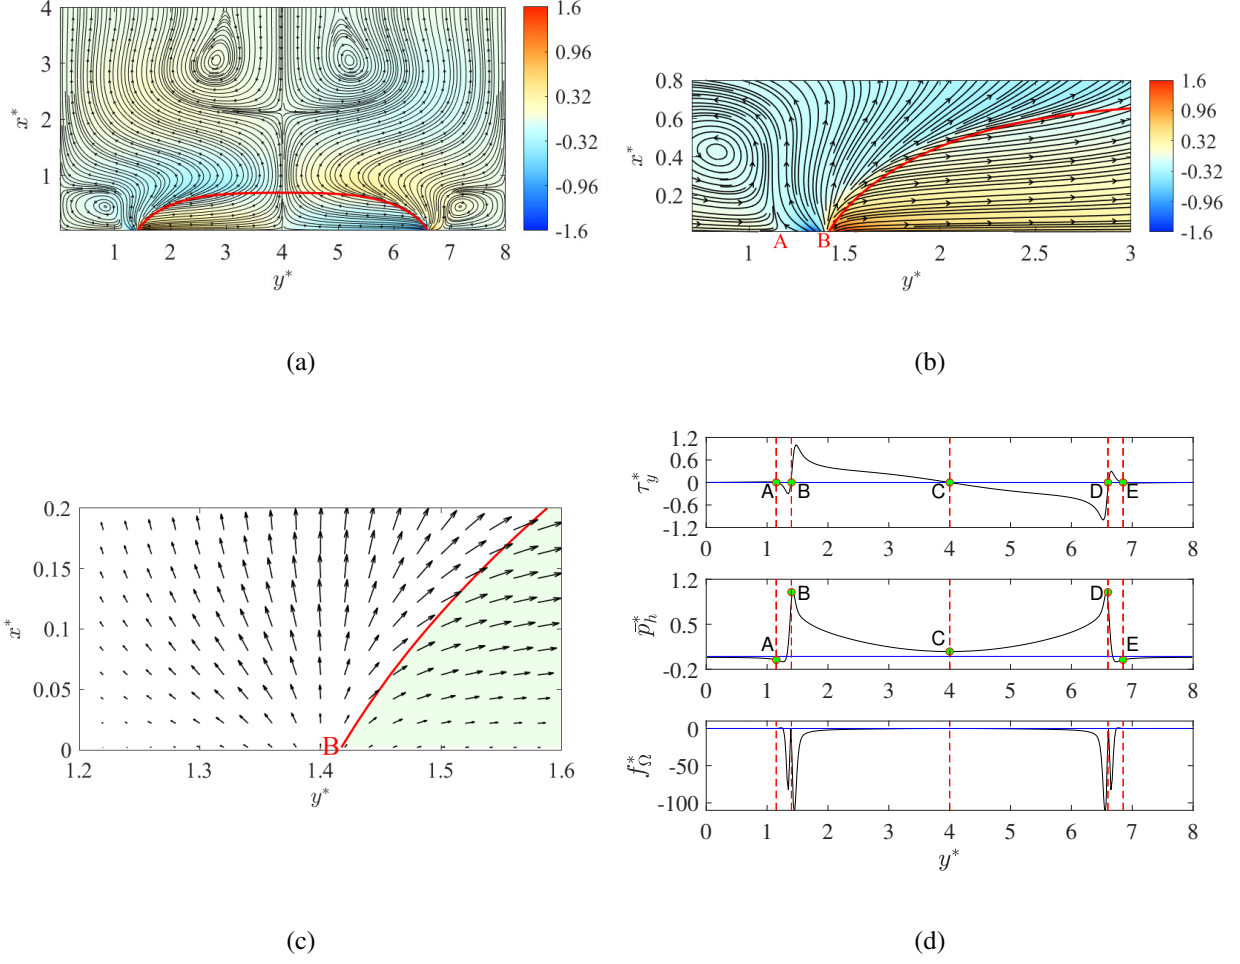 4
3
2
1
x*
1 2 3 4 5 6 7 8
y*
1.6
0.96
0.32
-0.32
-0.96
-1.6
(a)
0.8
0.6
0.4
0.2
x*
A B
1 1.5 2 2.5 3
y*
1.6
0.96
0.32
-0.32
-0.96
-1.6
(b)
0.2
0.15
0.1
0.05
0
x*
B
1.2 1.3 1.4 1.5 1.6
y*
(c)
1.2
0.6
0
-0.6
-1.2
τ*y
A B C D E
0 1 2 3 4 5 6 7 8
1.2
0.5
-0.2
p̄*h
A B C D E
0 1 2 3 4 5 6 7 8
0
-50
-100
f*Ω
0 1 2 3 4 5 6 7 8
y*
(d)